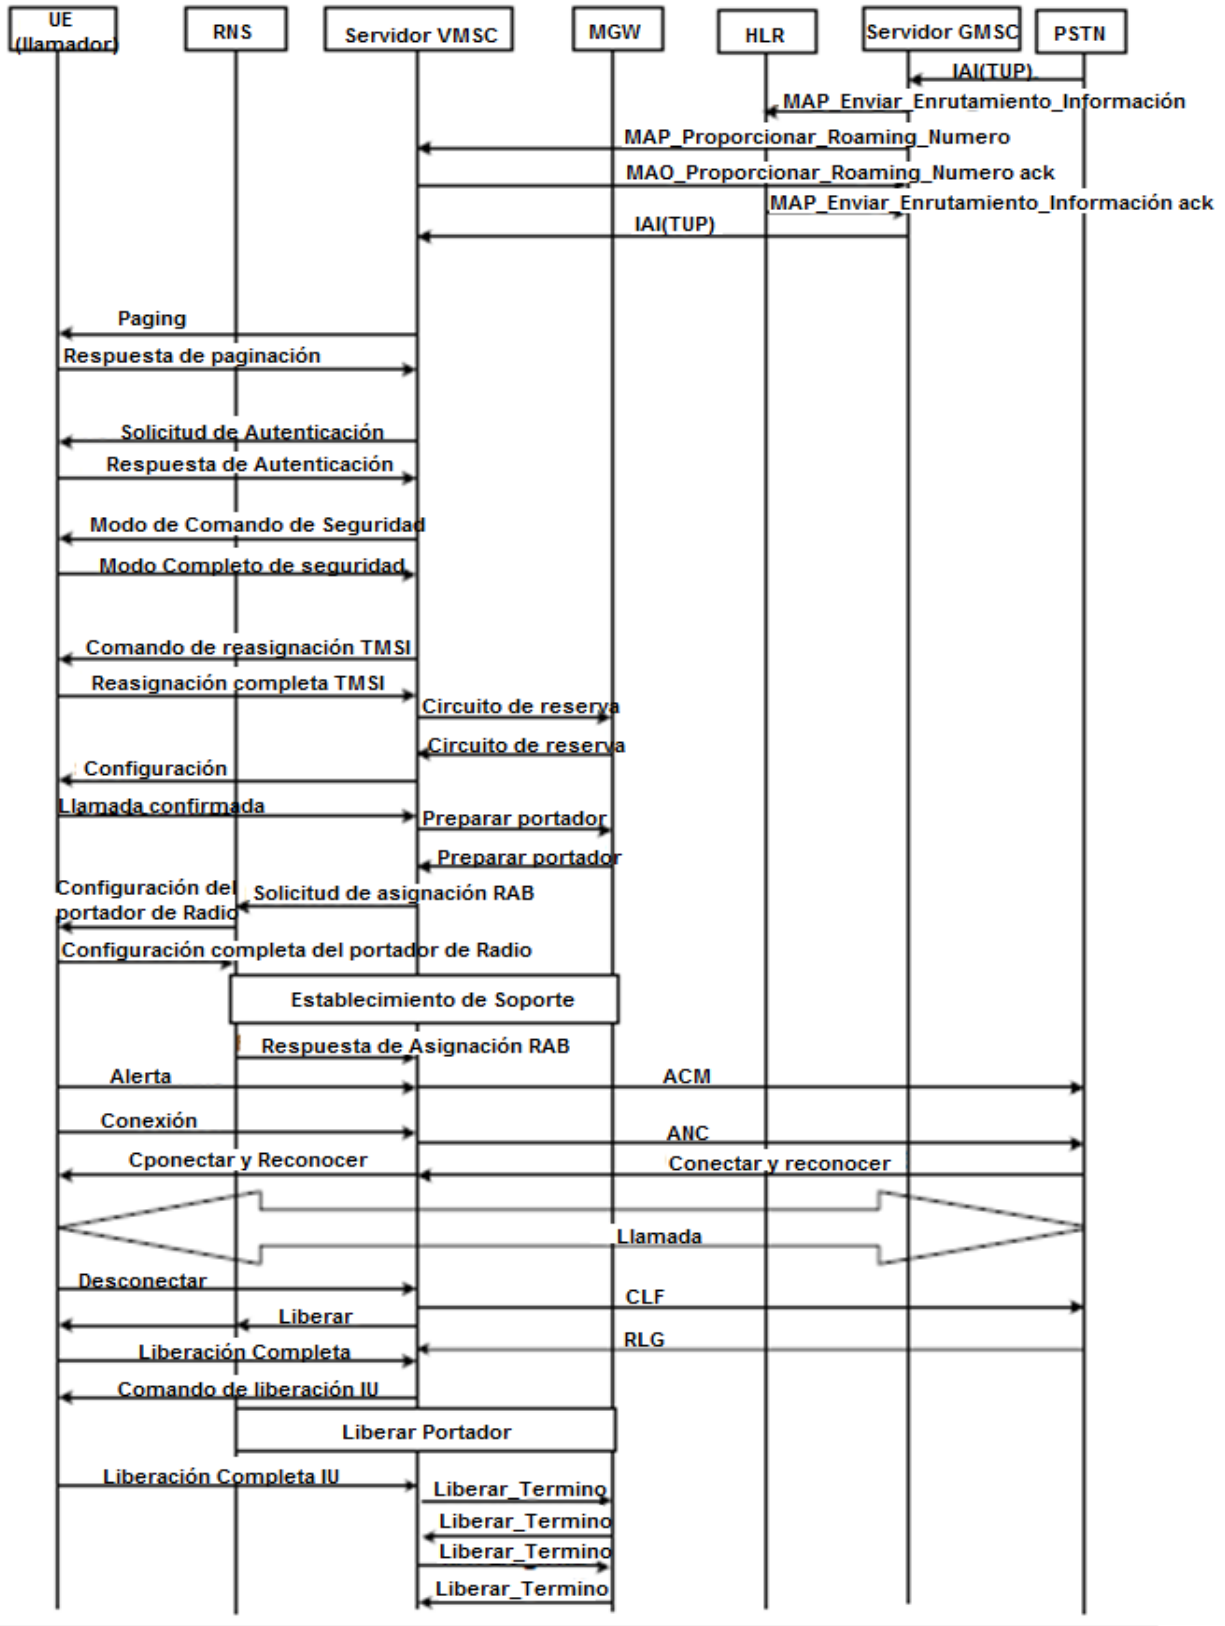 UE
(llamador)
RNS
Servidor VMSC
MGW
HLR
Servidor GMSC
PSTN
IAI(TUP)
MAP_Enviar_Enrutamiento_Información
MAP_Proporcionar_Roaming_Numero
MAO_Proporcionar_Roaming_Numero ack
MAP_Enviar_Enrutamiento_Información ack
IAI(TUP)
Paging
Respuesta de paginación
Solicitud de Autenticación
Respuesta de Autenticación
Modo de Comando de Seguridad
Modo Completo de seguridad
Comando de reasignación TMSI
Reasignación completa TMSI
Circuito de reserva
Circuito de reserva
Configuración
Llamada confirmada
Preparar portador
Preparar portador
Configuración del
portador de Radio
Solicitud de asignación RAB
Configuración completa del portador de Radio
Establecimiento de Soporte
Respuesta de Asignación RAB
Alerta
ACM
Conexión
ANC
Cponectar y Reconocer
Conectar y reconocer
Llamada
Desconectar
CLF
Liberar
RLG
Liberación Completa
Comando de liberación IU
Liberar Portador
Liberación Completa IU
Liberar_Termino
Liberar_Termino
Liberar_Termino
Liberar_Termino